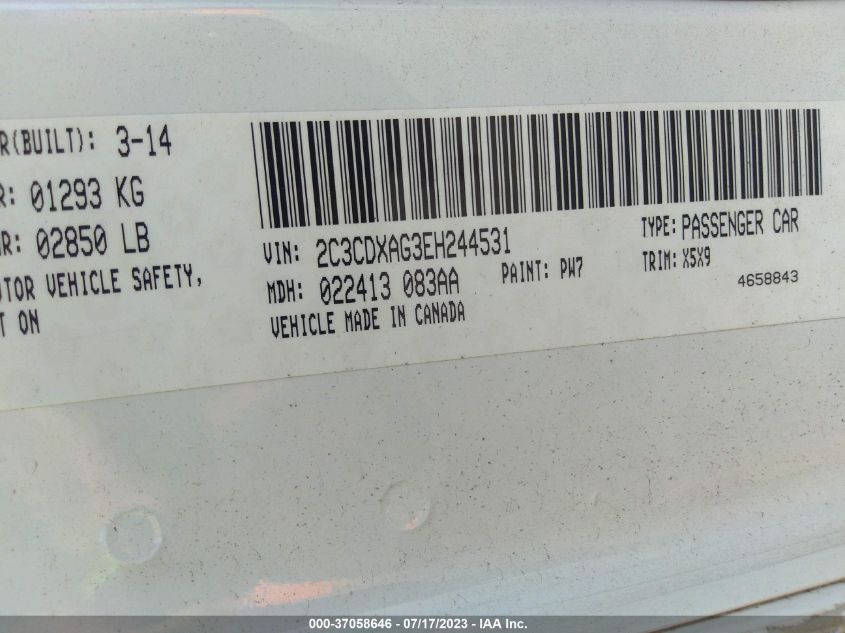 R(BUILT): 3-14
R: 01293 KG
R: 02850 LB
TOR VEHICLE SAFETY,
T ON
VIN: 2C3CDXAG3EH244531
TYPE: PASSENGER CAR
MDH: 022413 083AA
PAINT: PW7
TRIM: X5X9
VEHICLE MADE IN CANADA
4658843
000-37058646 - 07/17/2023 - IAA Inc.